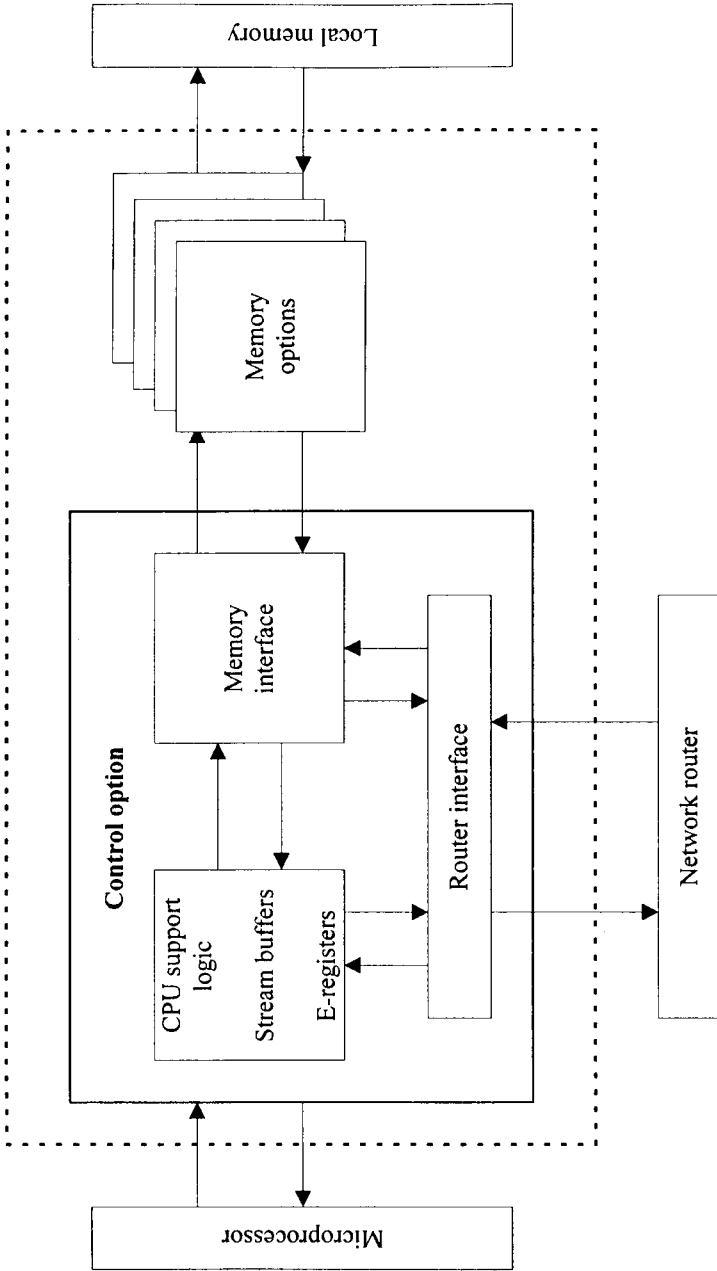 Control option
Microprocessor
CPU support
logic
Stream buffers
E-registers
Memory
interface
Memory
options
Local memory
Router interface
Network router